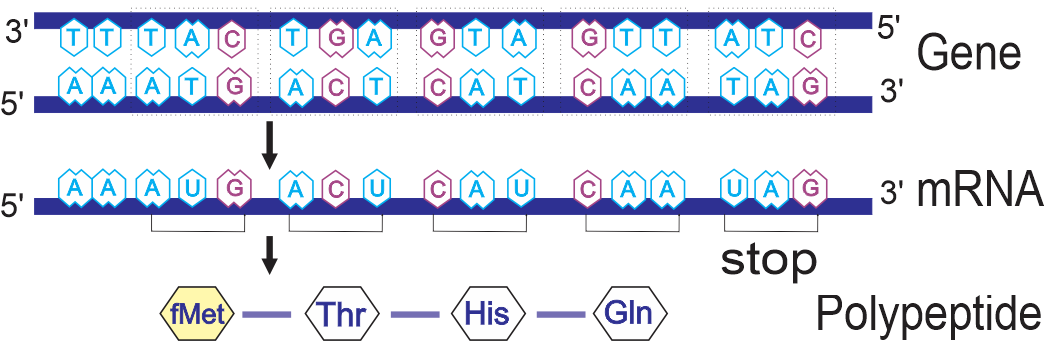 3' T T T A C T G A G T A G T T A T C 5'
Gene
5' A A A T G A C T C A T C A A T A G 3'
5' A A A U G A C U C A U C A A U A G 3' mRNA
stop
fMet Thr His Gln Polypeptide